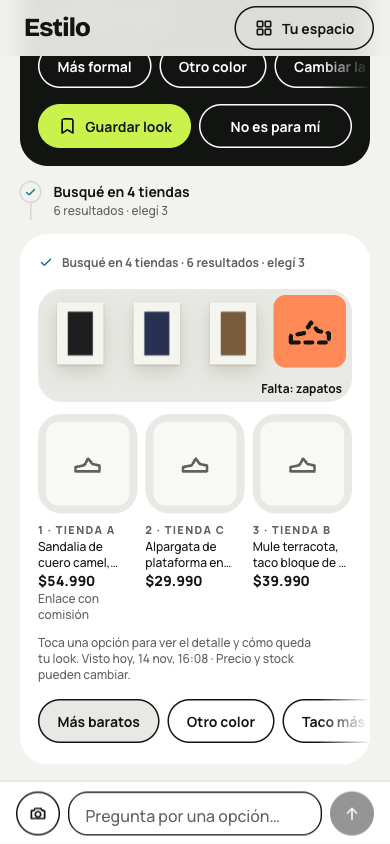 Estilo
Tu espacio
Más formal
Otro color
Cambiar la
Guardar look
No es para mí
Busqué en 4 tiendas
6 resultados · elegí 3
Busqué en 4 tiendas · 6 resultados · elegí 3
Falta: zapatos
1 · TIENDA A
Sandalia de
cuero camel,…
$54.990
Enlace con
comisión
2 · TIENDA C
Alpargata de
plataforma en…
$29.990
3 · TIENDA B
Mule terracota,
taco bloque de …
$39.990
Toca una opción para ver el detalle y cómo queda
tu look. Visto hoy, 14 nov, 16:08 · Precio y stock
pueden cambiar.
Más baratos
Otro color
Taco más
Pregunta por una opción…